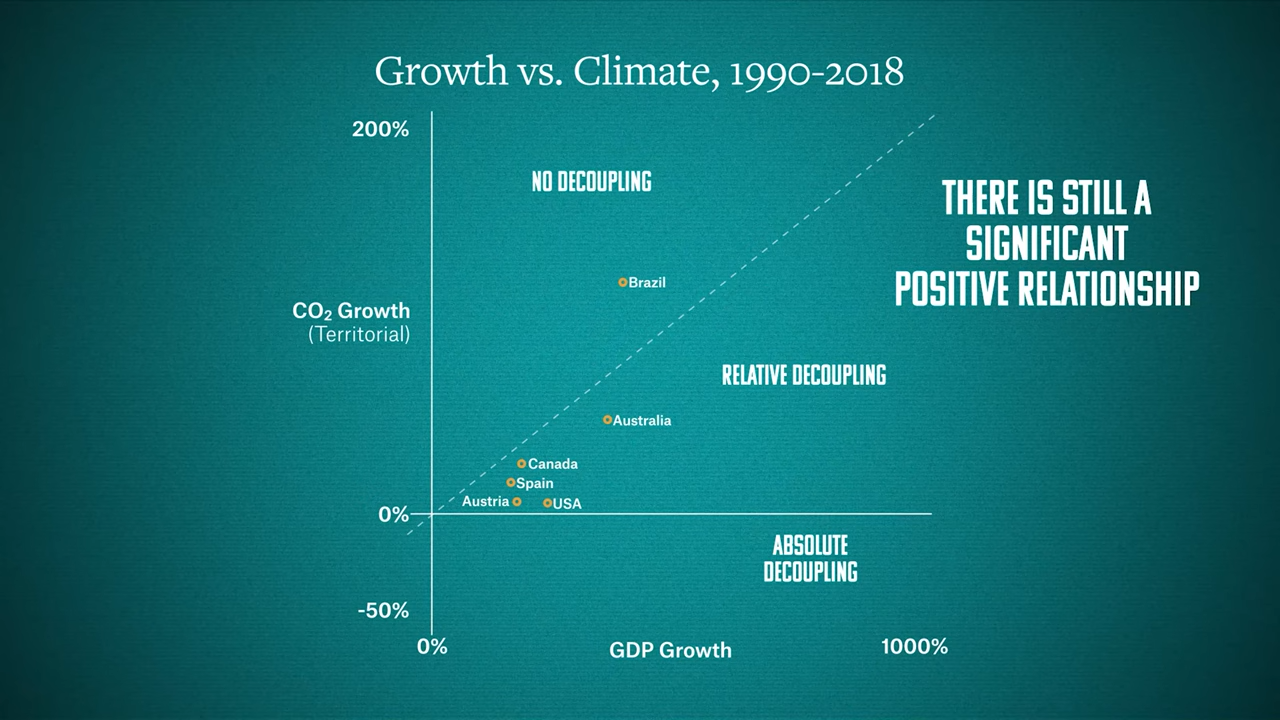 Growth vs. Climate, 1990-2018
200%
NO DECOUPLING
THERE IS STILL A
SIGNIFICANT
POSITIVE RELATIONSHIP
Brazil
CO₂ Growth
(Territorial)
RELATIVE DECOUPLING
Australia
Canada
Spain
Austria
USA
0%
ABSOLUTE
DECOUPLING
-50%
0%
GDP Growth
1000%